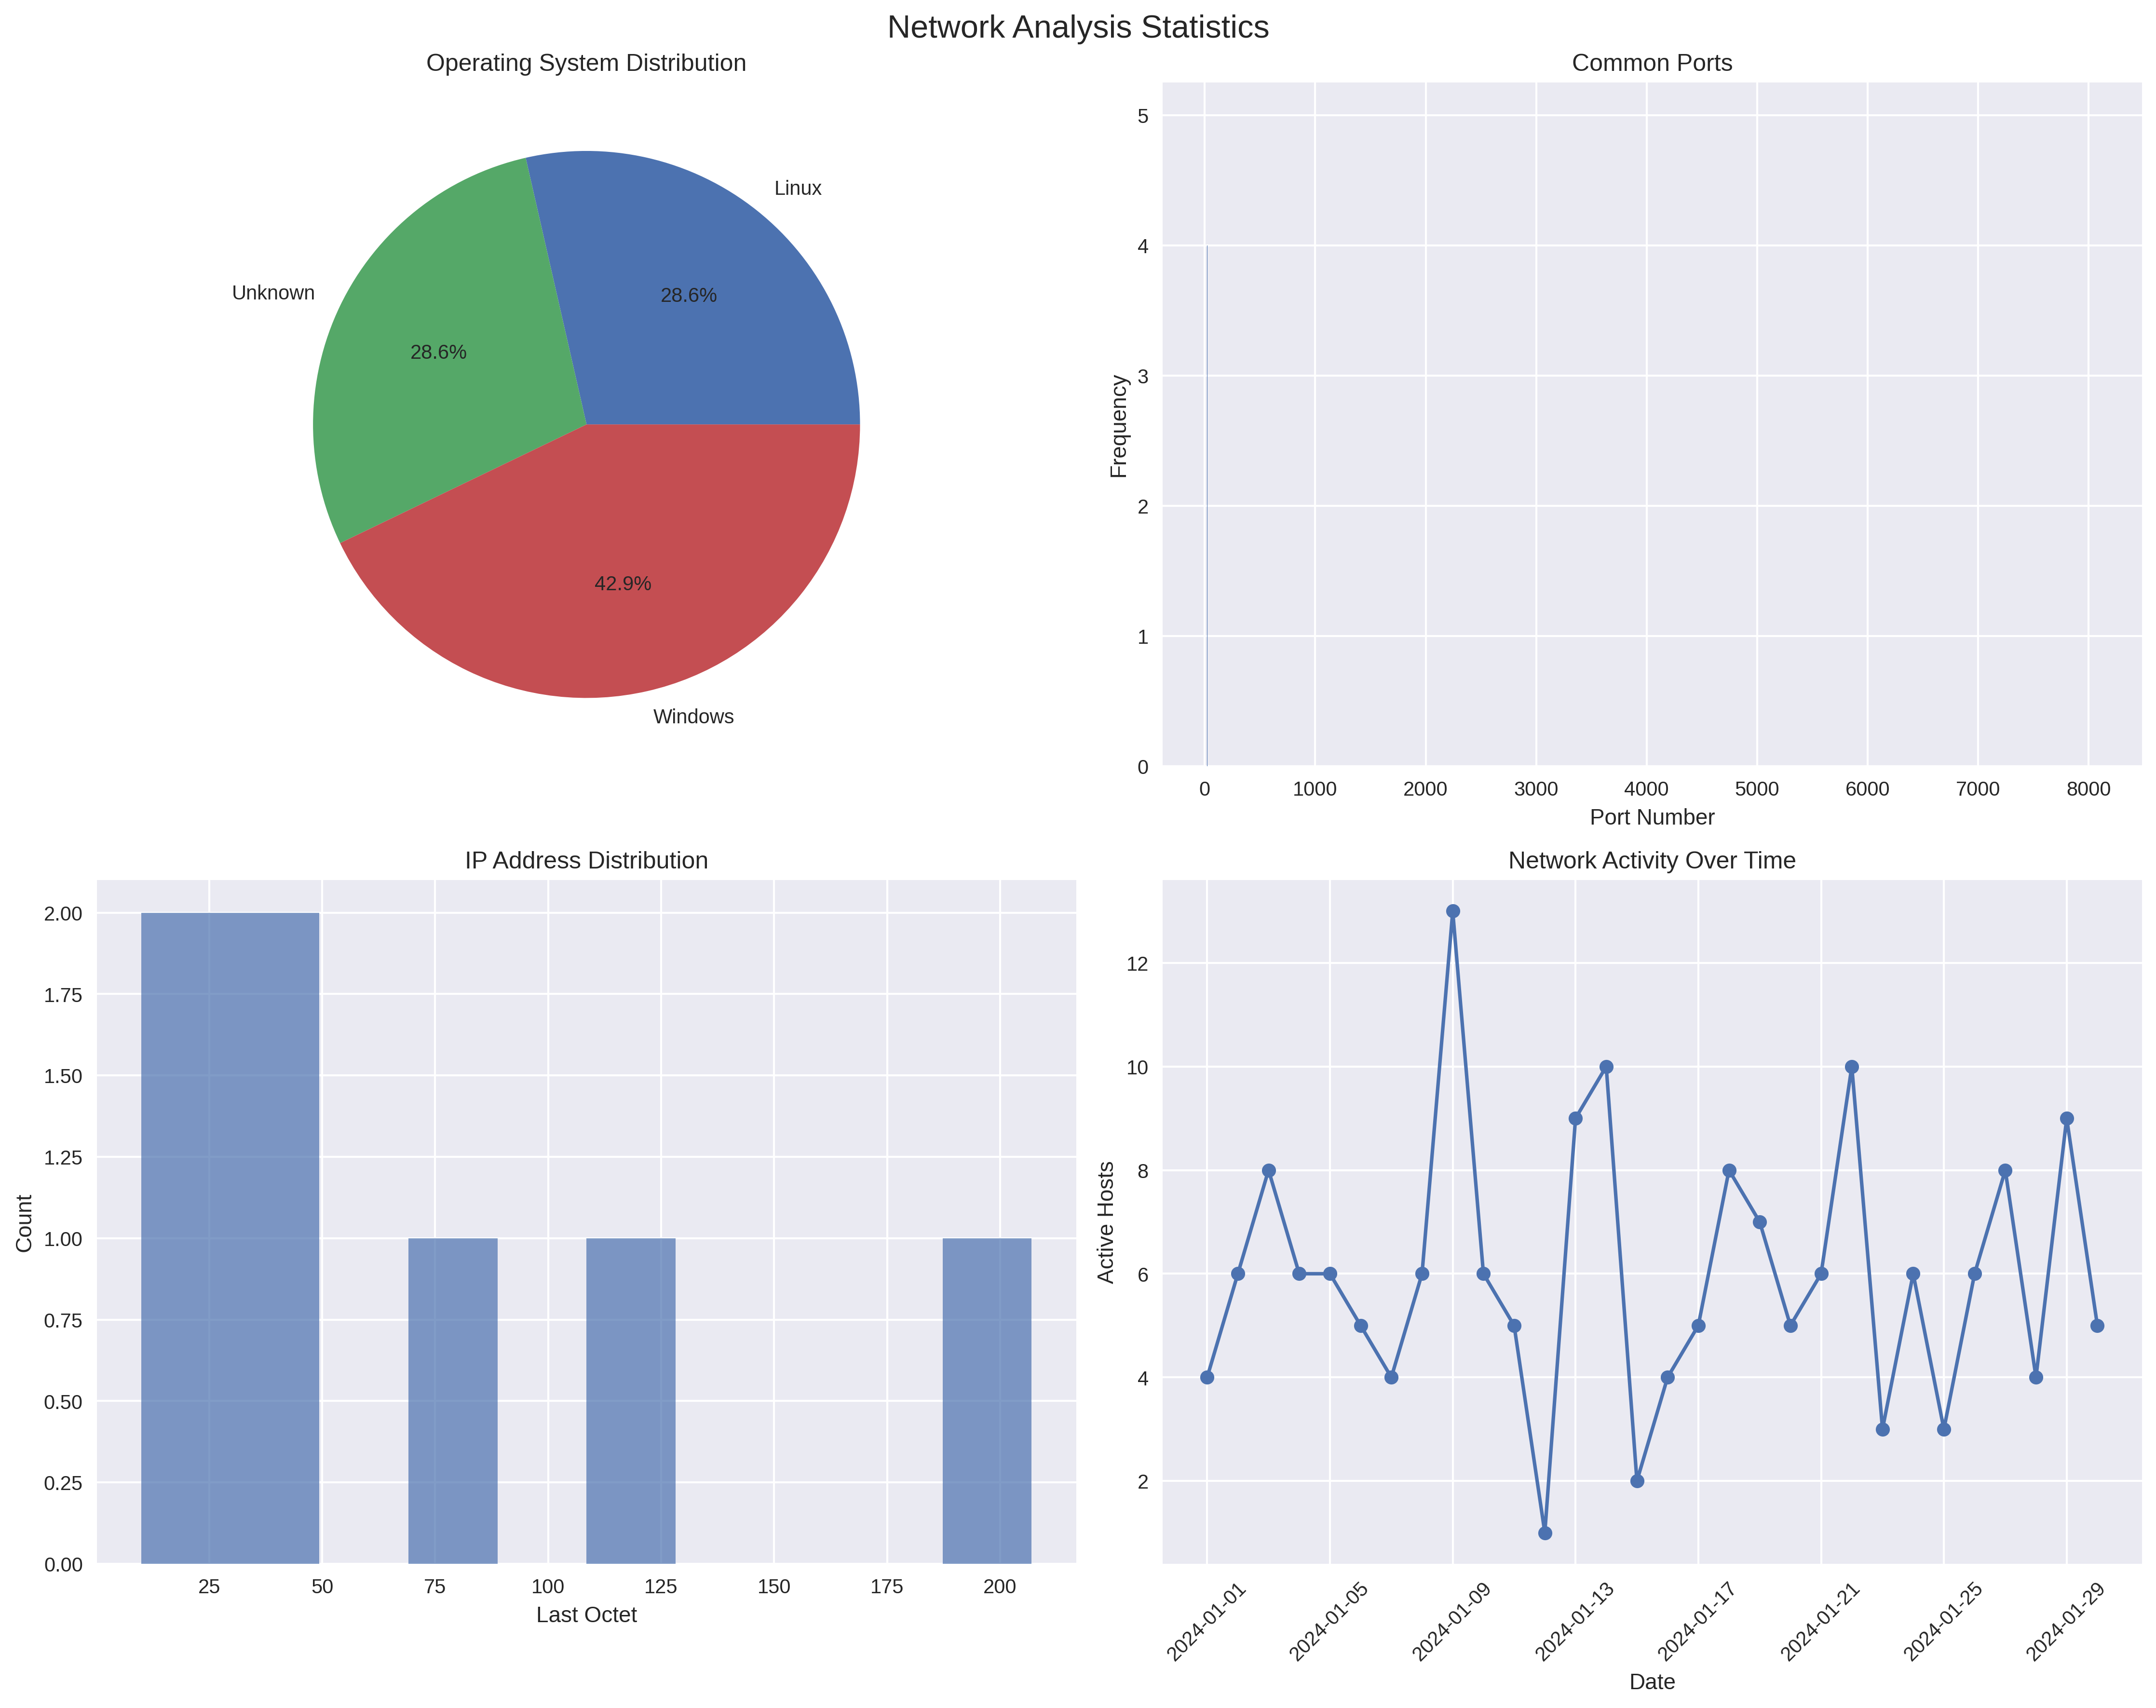 Network Analysis Statistics
Operating System Distribution
Linux
Unknown
28.6%
28.6%
42.9%
Windows
Common Ports
5
4
3
2
1
0
Frequency
0 1000 2000 3000 4000 5000 6000 7000 8000
Port Number
IP Address Distribution
2.00
1.75
1.50
1.25
1.00
0.75
0.50
0.25
0.00
Count
25 50 75 100 125 150 175 200
Last Octet
Network Activity Over Time
12
10
8
6
4
2
Active Hosts
2024-01-01 2024-01-05 2024-01-09 2024-01-13 2024-01-17 2024-01-21 2024-01-25 2024-01-29
Date